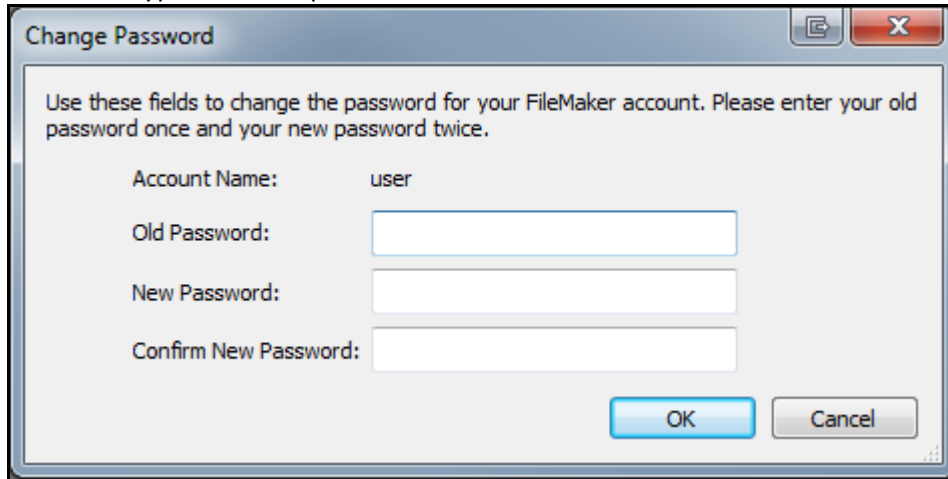 Change Password
Use these fields to change the password for your FileMaker account. Please enter your old
password once and your new password twice.
Account Name: user
Old Password:
New Password:
Confirm New Password:
OK Cancel